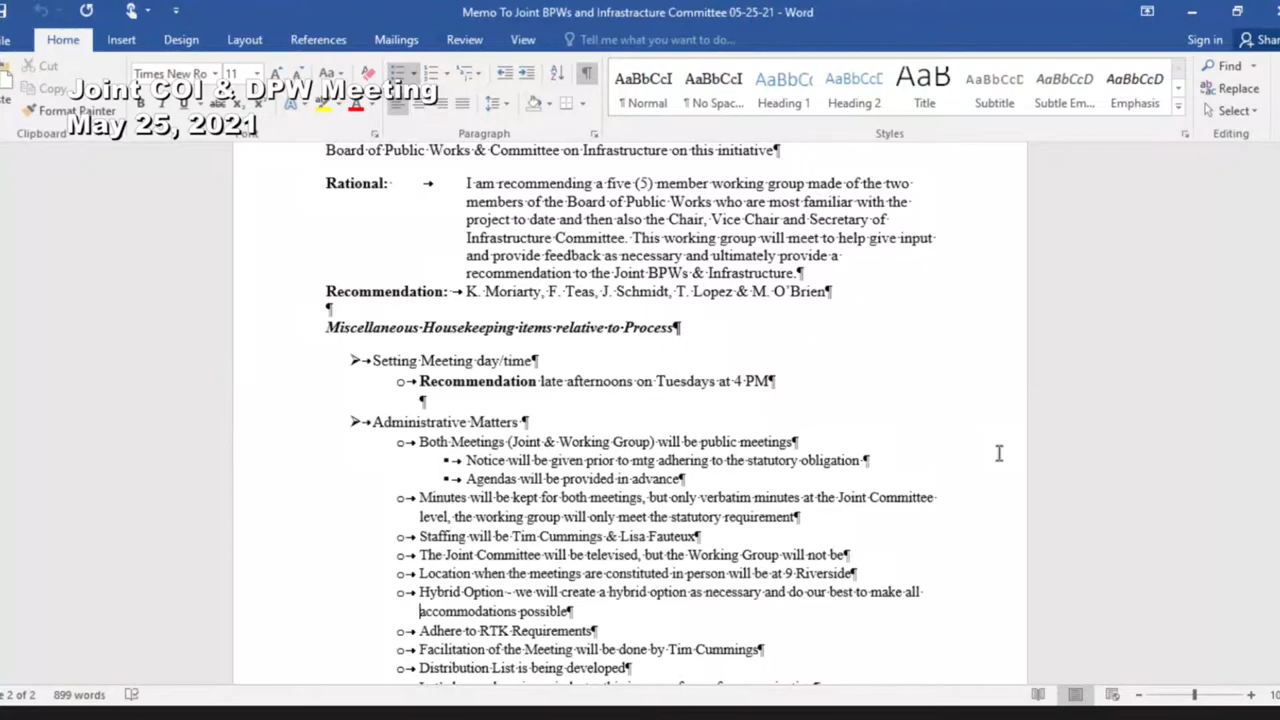 Memo To Joint BPWs and Infrastracture Committee 05-25-21 - Word
Home Insert Design Layout References Mailings Review View Tell me what you want to do... Sign in Shar
Cut
Copy
Format Painter
Clipboard
Times New Ro 11
Joint COI & DPW Meeting
May 25, 2021
Paragraph
AaBbCcI AaBbCcI AaBbCc AaBbCcE AaB AaBbCcD AaBbCcD AaBbCcD
¶ Normal ¶ No Spac... Heading 1 Heading 2 Title Subtitle Subtle Em... Emphasis
Styles
Find
Replace
Select
Editing
Board of Public Works & Committee on Infrastructure on this initiative¶
Rational: → I am recommending a five (5) member working group made of the two
members of the Board of Public Works who are most familiar with the
project to date and then also the Chair, Vice Chair and Secretary of
Infrastructure Committee. This working group will meet to help give input
and provide feedback as necessary and ultimately provide a
recommendation to the Joint BPWs & Infrastructure.¶
Recommendation: → K. Moriarty, F. Teas, J. Schmidt, T. Lopez & M. O'Brien¶
¶
Miscellaneous Housekeeping items relative to Process¶
➢→Setting Meeting day/time¶
o→Recommendation late afternoons on Tuesdays at 4 PM¶
¶
➢→Administrative Matters ¶
o→Both Meetings (Joint & Working Group) will be public meetings¶
▪→Notice will be given prior to mtg adhering to the statutory obligation ¶
▪→Agendas will be provided in advance¶
o→Minutes will be kept for both meetings, but only verbatim minutes at the Joint Committee
level, the working group will only meet the statutory requirement¶
o→Staffing will be Tim Cummings & Lisa Fauteux¶
o→The Joint Committee will be televised, but the Working Group will not be¶
o→Location when the meetings are constituted in person will be at 9 Riverside¶
o→Hybrid Option – we will create a hybrid option as necessary and do our best to make all
accommodations possible¶
o→Adhere to RTK Requirements¶
o→Facilitation of the Meeting will be done by Tim Cummings¶
o→Distribution List is being developed¶
e 2 of 2 899 words 10